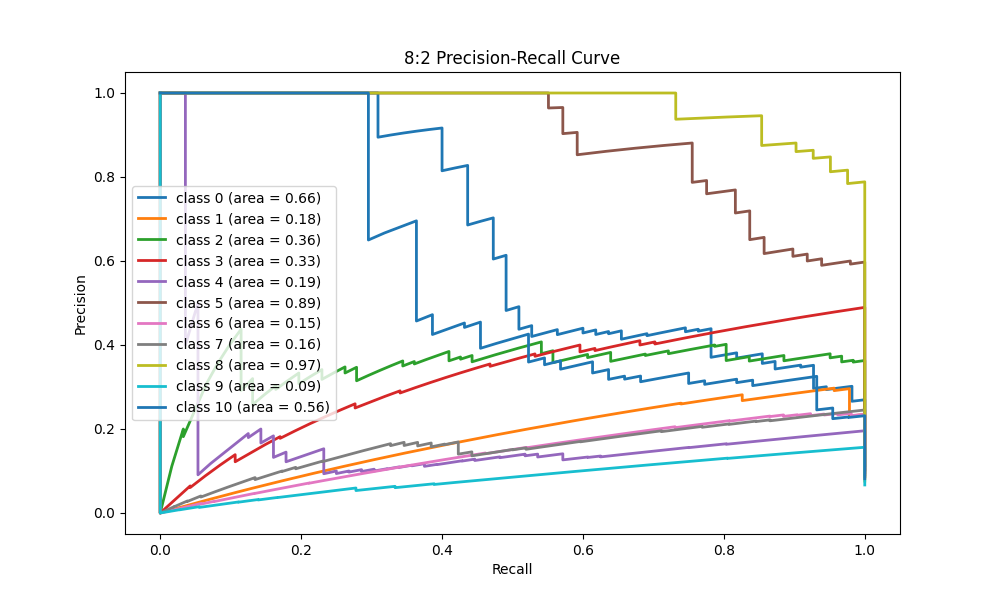 8:2 Precision-Recall Curve
Precision
1.0
0.8
0.6
0.4
0.2
0.0
class 0 (area = 0.66)
class 1 (area = 0.18)
class 2 (area = 0.36)
class 3 (area = 0.33)
class 4 (area = 0.19)
class 5 (area = 0.89)
class 6 (area = 0.15)
class 7 (area = 0.16)
class 8 (area = 0.97)
class 9 (area = 0.09)
class 10 (area = 0.56)
0.0 0.2 0.4 0.6 0.8 1.0
Recall